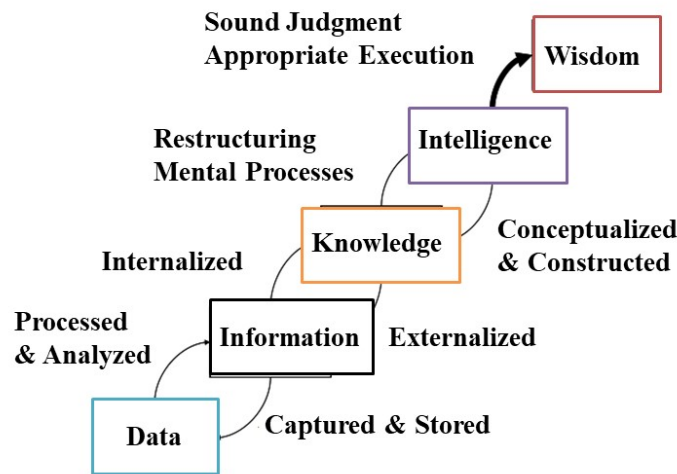 Sound Judgment
Appropriate Execution
Wisdom
Restructuring
Mental Processes
Intelligence
Internalized
Knowledge
Conceptualized
& Constructed
Processed
& Analyzed
Information
Externalized
Data
Captured & Stored